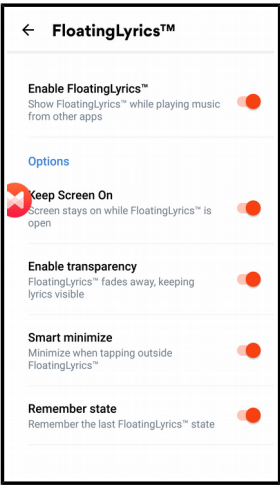 FloatingLyrics™
Enable FloatingLyrics™
Show FloatingLyrics™ while playing music
from other apps
Options
Keep Screen On
Screen stays on while FloatingLyrics™ is
open
Enable transparency
FloatingLyrics™ fades away, keeping
lyrics visible
Smart minimize
Minimize when tapping outside
FloatingLyrics™
Remember state
Remember the last FloatingLyrics™ state